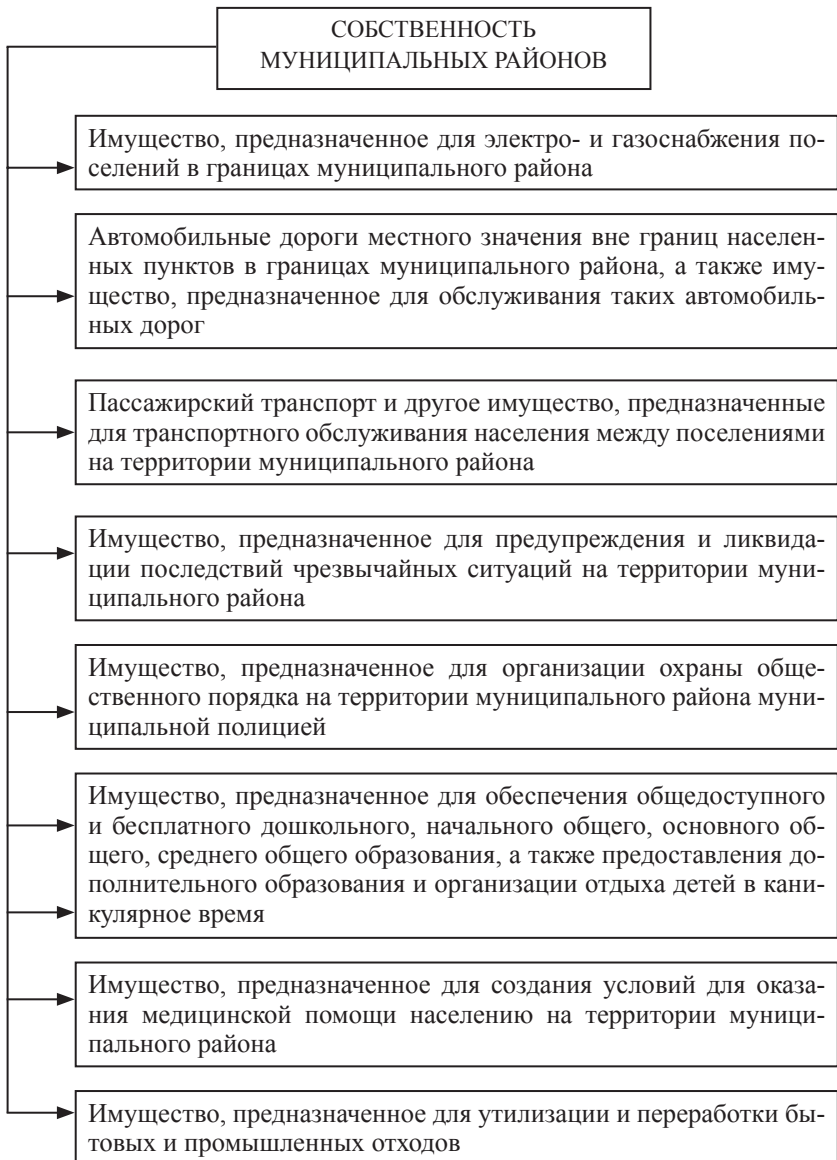 СОБСТВЕННОСТЬ
МУНИЦИПАЛЬНЫХ РАЙОНОВ
Имущество, предназначенное для электро- и газоснабжения по-
селений в границах муниципального района
Автомобильные дороги местного значения вне границ населен-
ных пунктов в границах муниципального района, а также иму-
щество, предназначенное для обслуживания таких автомобиль-
ных дорог
Пассажирский транспорт и другое имущество, предназначенные
для транспортного обслуживания населения между поселениями
на территории муниципального района
Имущество, предназначенное для предупреждения и ликвида-
ции последствий чрезвычайных ситуаций на территории муни-
ципального района
Имущество, предназначенное для организации охраны обще-
ственного порядка на территории муниципального района муни-
ципальной полицией
Имущество, предназначенное для обеспечения общедоступного
и бесплатного дошкольного, начального общего, основного об-
щего, среднего общего образования, а также предоставления до-
полнительного образования и организации отдыха детей в кани-
кулярное время
Имущество, предназначенное для создания условий для оказа-
ния медицинской помощи населению на территории муници-
пального района
Имущество, предназначенное для утилизации и переработки бы-
товых и промышленных отходов